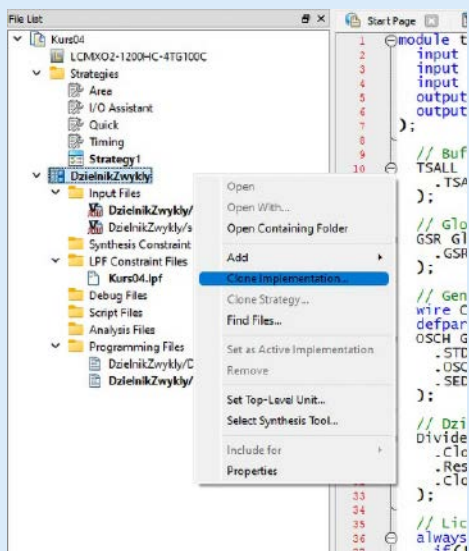 File List
Kurs04
LCMXO2-1200HC-4TG100C
Strategies
Area
I/O Assistant
Quick
Timing
Strategy1
DzielnikZwykly
Input Files
DzielnikZwykly/
DzielnikZwykly/s
Synthesis Constraint
LPF Constraint Files
Kurs04.lpf
Debug Files
Script Files
Analysis Files
Programming Files
DzielnikZwykly/D
DzielnikZwykly/
Open
Open With...
Open Containing Folder
Add
Clone Implementation...
Clone Strategy...
Find Files...
Set as Active Implementation
Remove
Set Top-Level Unit...
Select Synthesis Tool...
Include for
Properties
Start Page
1 module t
2 input
3 input
4 input
5 output
6 output
7 );
8
9 // Buf
10 TSALL
.TSA
);
// Glo
GSR Gl
.GSR
);
// Gen
wire C
defpar
OSCH G
.STD
.OSC
.SED
);
// Dzi
Divide
.Clo
.Res
.Clo
33 );
34
35 // Lic
36 always
if(